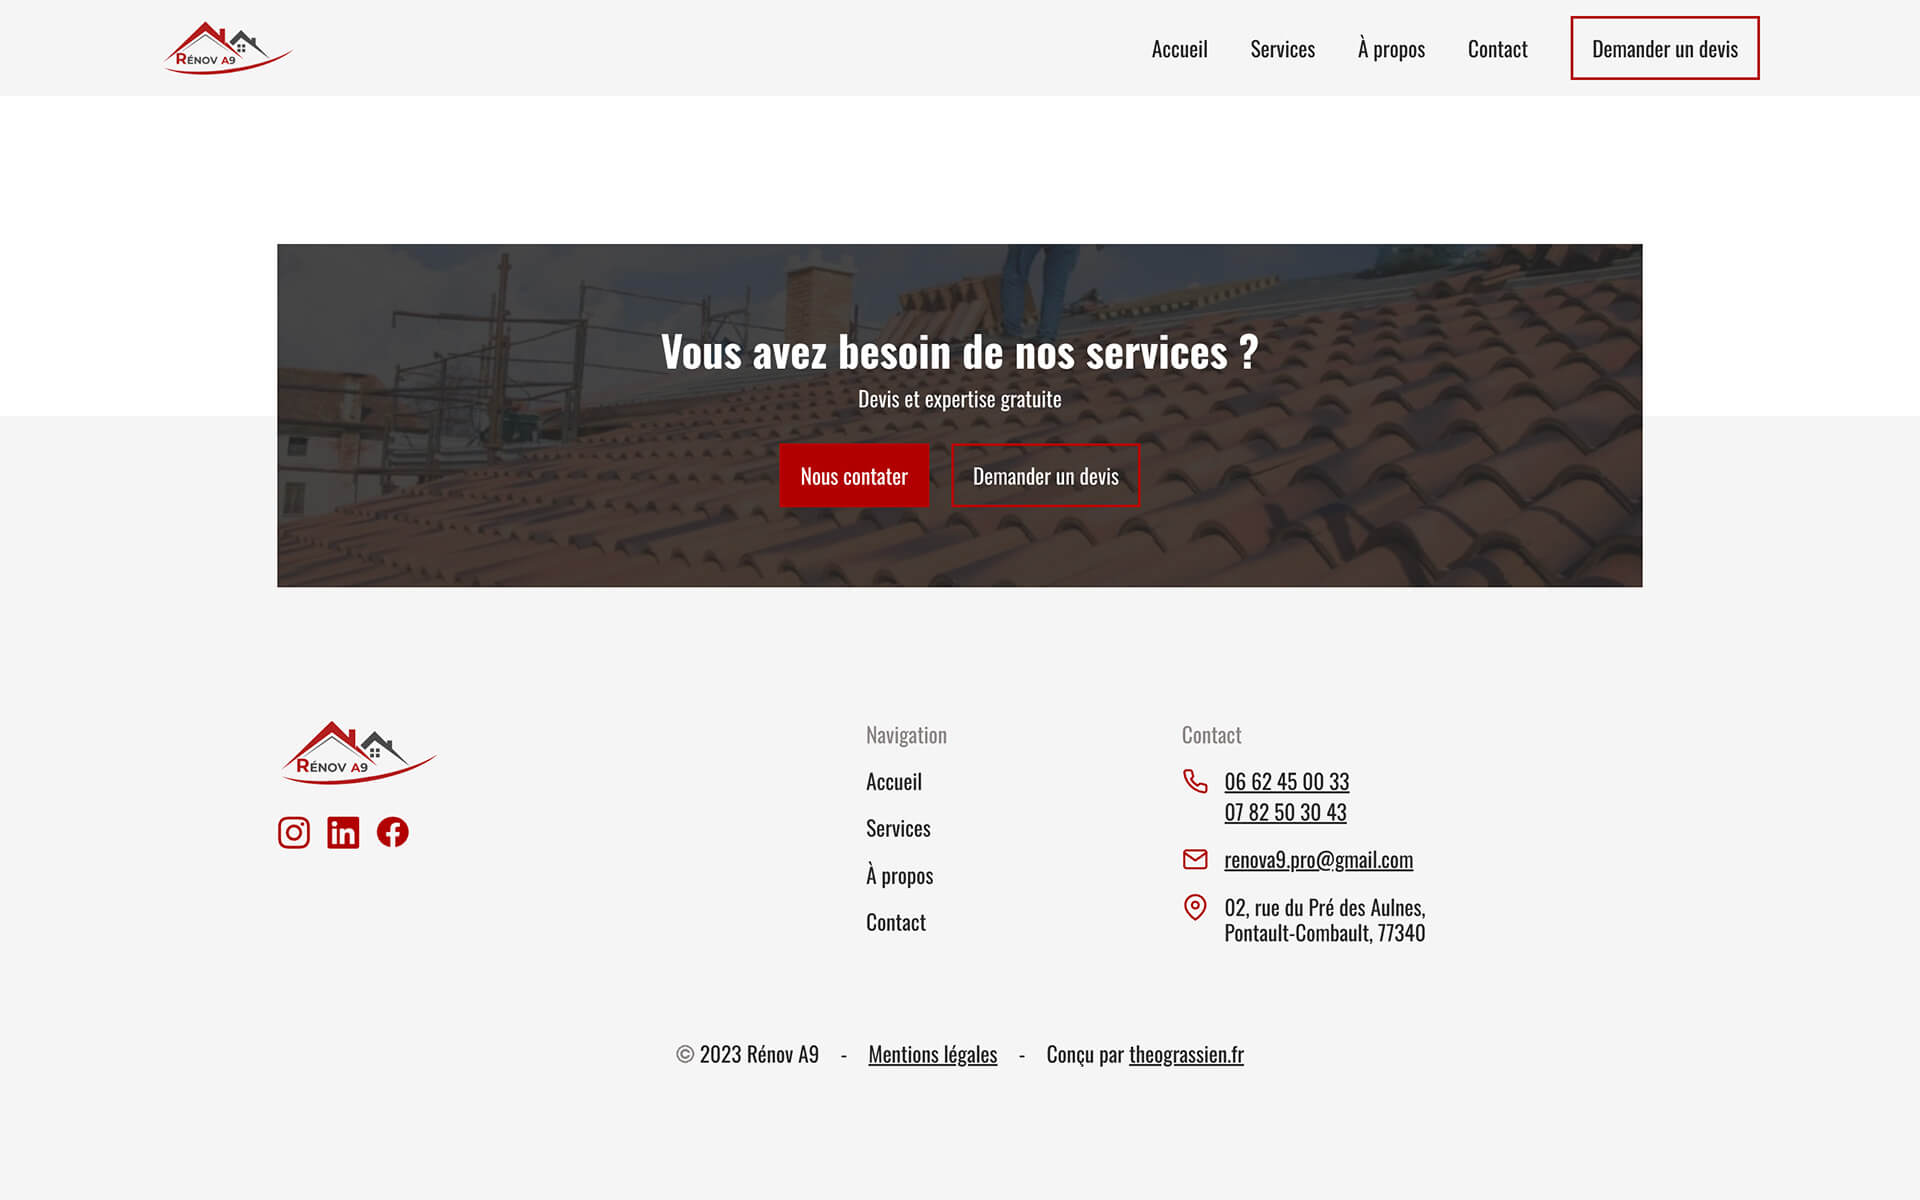 RÉNOV A9
Accueil
Services
À propos
Contact
Demander un devis
Vous avez besoin de nos services ?
Devis et expertise gratuite
Nous contater
Demander un devis
RÉNOV A9
Navigation
Accueil
Services
À propos
Contact
Contact
06 62 45 00 33
07 82 50 30 43
renova9.pro@gmail.com
02, rue du Pré des Aulnes,
Pontault-Combault, 77340
© 2023 Rénov A9 - Mentions légales - Conçu par theograssien.fr